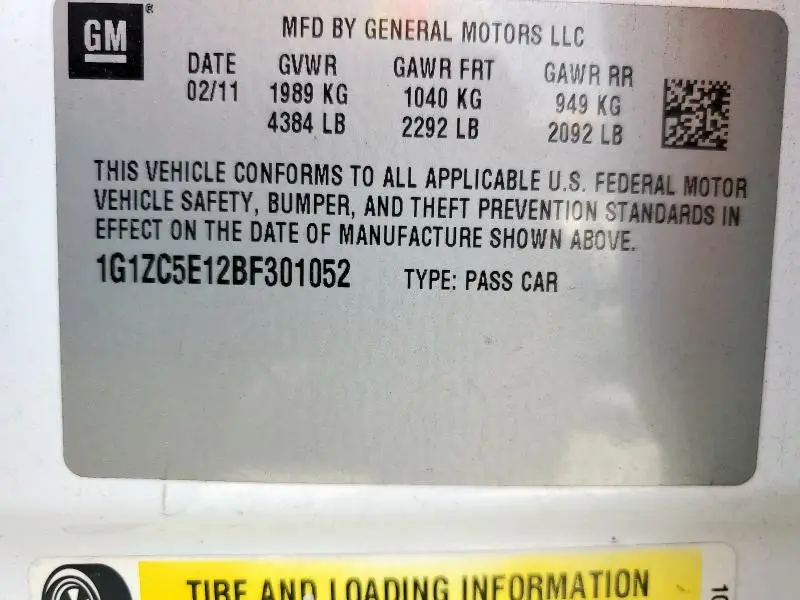 GM®
MFD BY GENERAL MOTORS LLC
DATE GVWR GAWR FRT GAWR RR
02/11 1989 KG 1040 KG 949 KG
4384 LB 2292 LB 2092 LB
THIS VEHICLE CONFORMS TO ALL APPLICABLE U.S. FEDERAL MOTOR
VEHICLE SAFETY, BUMPER, AND THEFT PREVENTION STANDARDS IN
EFFECT ON THE DATE OF MANUFACTURE SHOWN ABOVE.
1G1ZC5E12BF301052 TYPE: PASS CAR
TIRE AND LOADING INFORMATION